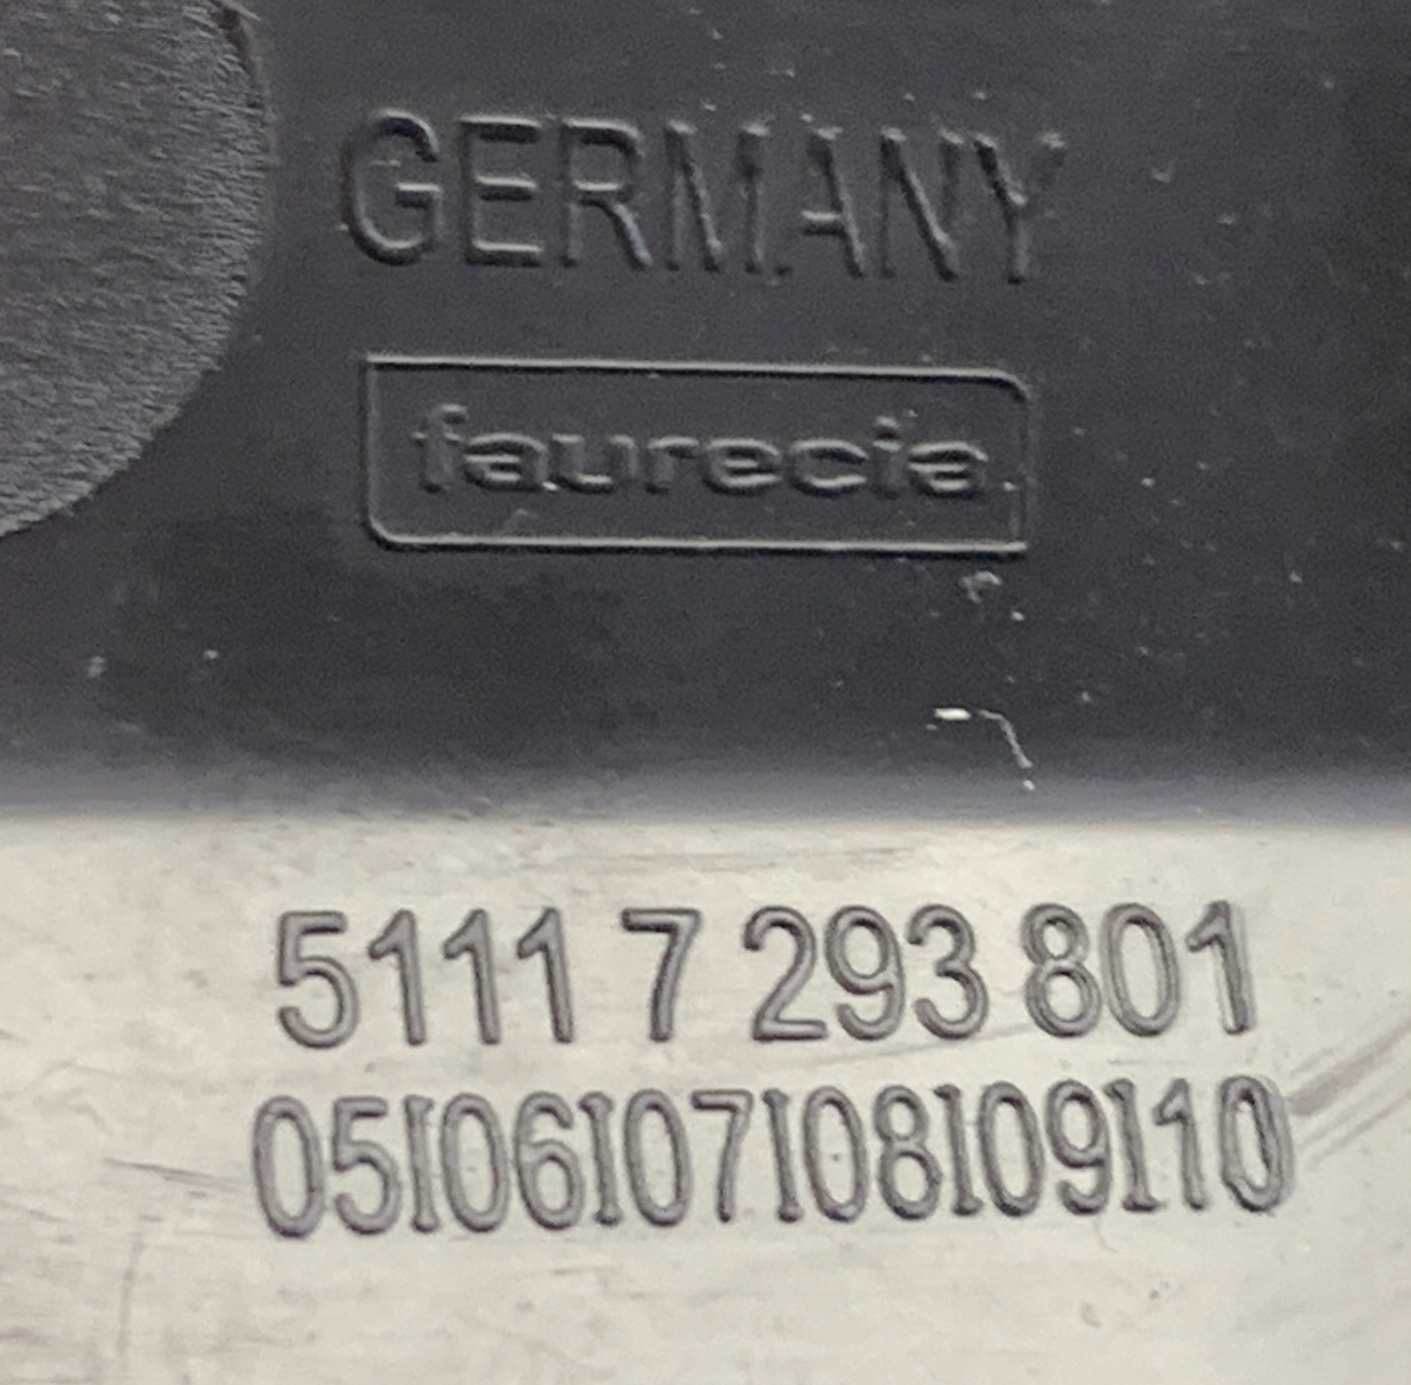 GERMANY
faurecia
5111 7 293 801
05I06I07I08I09I10